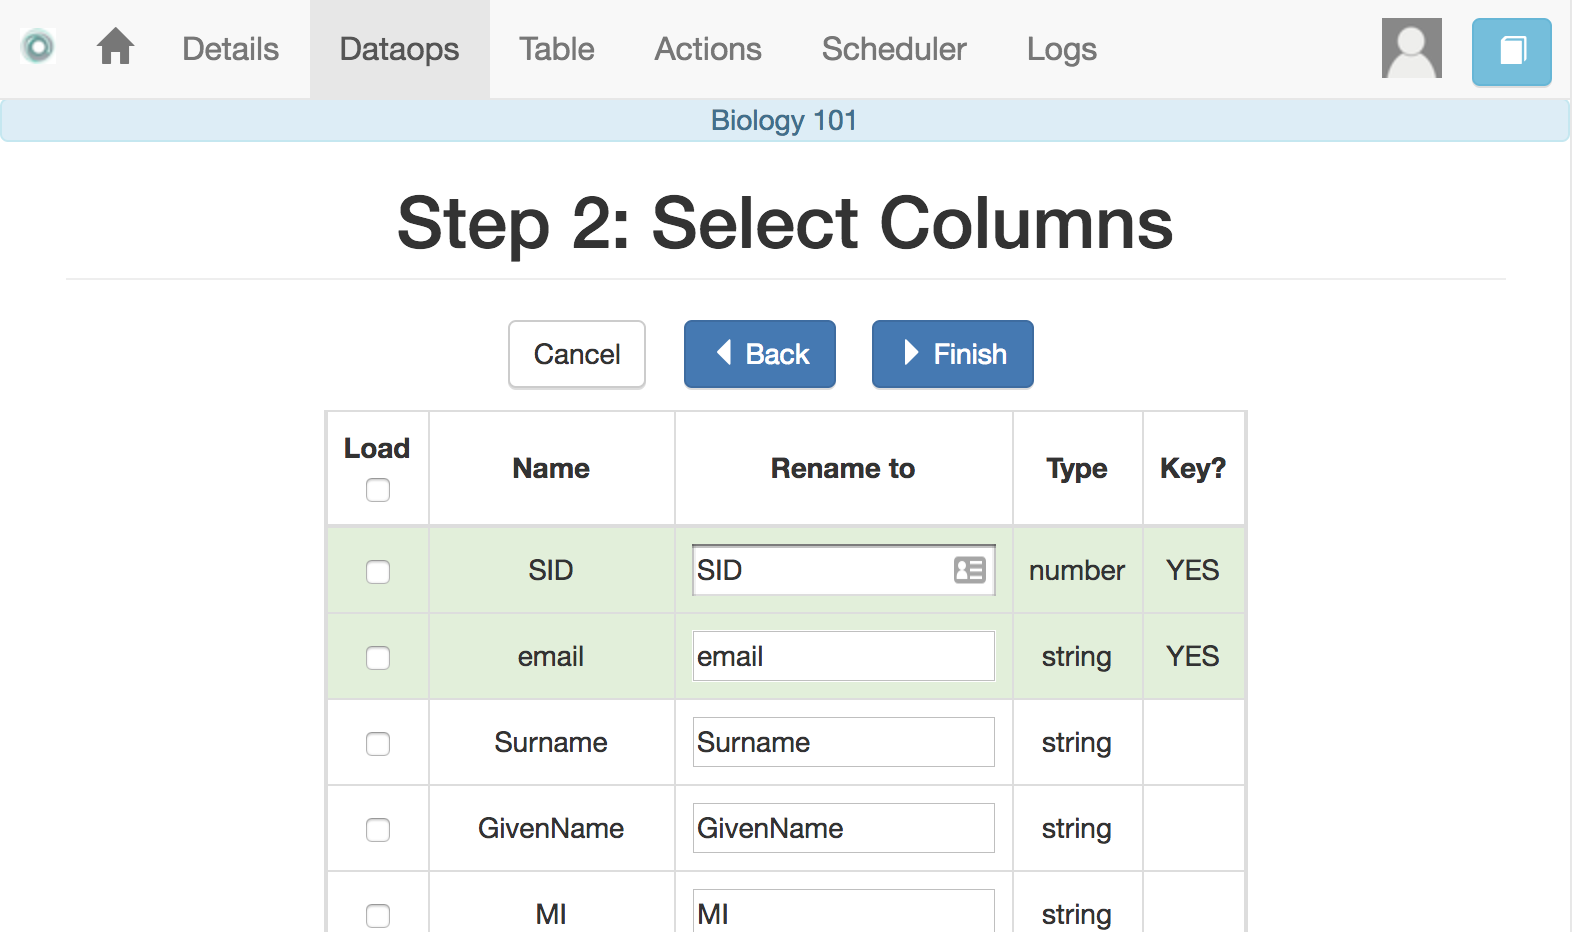 Details Dataops Table Actions Scheduler Logs
Biology 101
Step 2: Select Columns
Cancel Back Finish
Load Name Rename to Type Key?
SID SID number YES
email email string YES
Surname Surname string
GivenName GivenName string
MI MI string